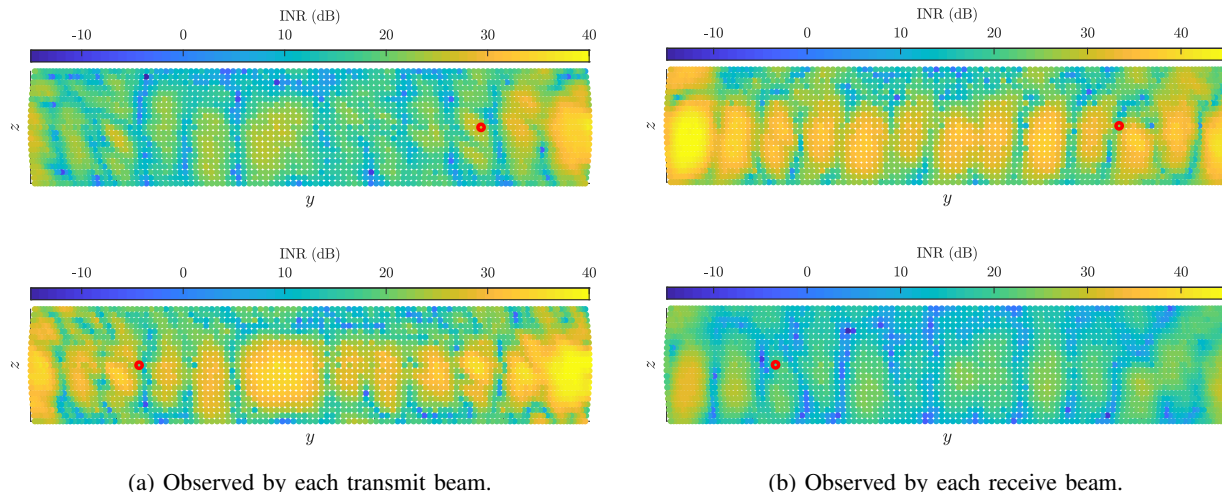 INR (dB)
-10 0 10 20 30 40
z
y
INR (dB)
-10 0 10 20 30 40
z
y
(a) Observed by each transmit beam.
INR (dB)
-10 0 10 20 30 40
z
y
INR (dB)
-10 0 10 20 30 40
z
y
(b) Observed by each receive beam.